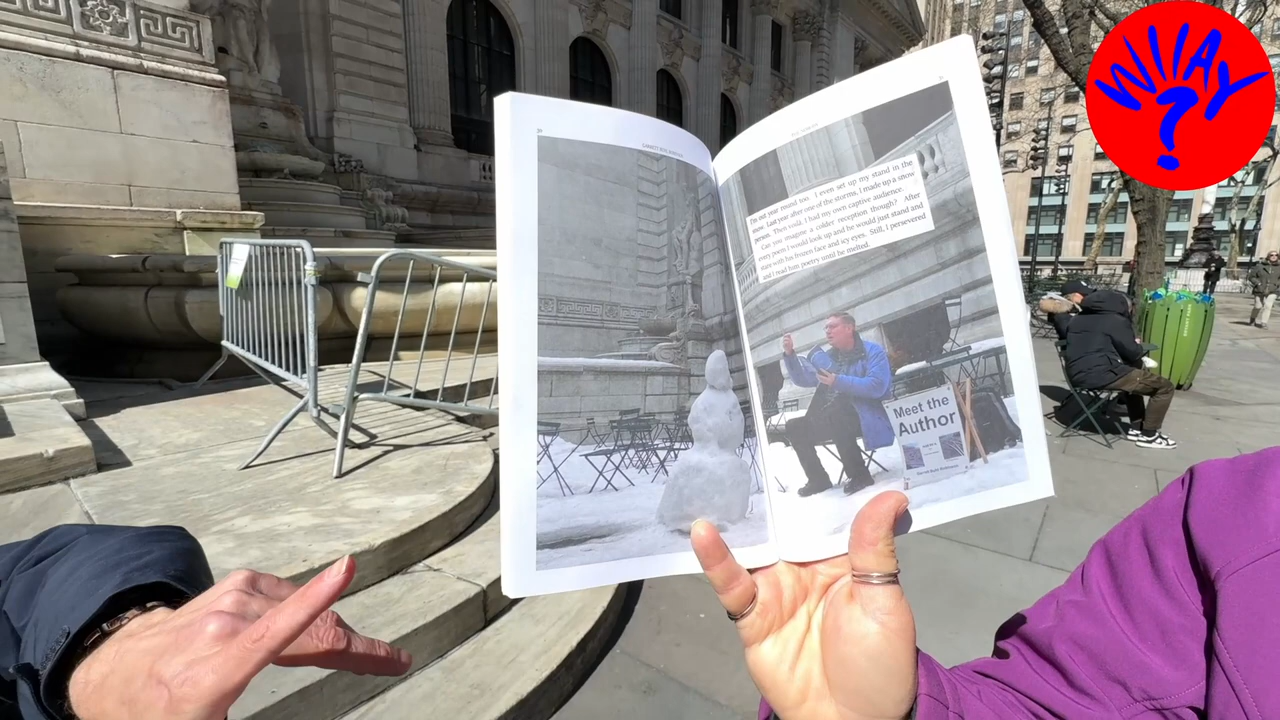 WIIAY
?
I'm out year round too. I even set up my stand in the
snow. Last year after one of the storms, I made up a snow
person. Then voila, I had my own captive audience.
Can you imagine a colder reception though? After
every poem I would look up and he would just stand and
stare with his frozen face and icy eyes. Still, I persevered
and I read him poetry until he melted.
Meet the
Author